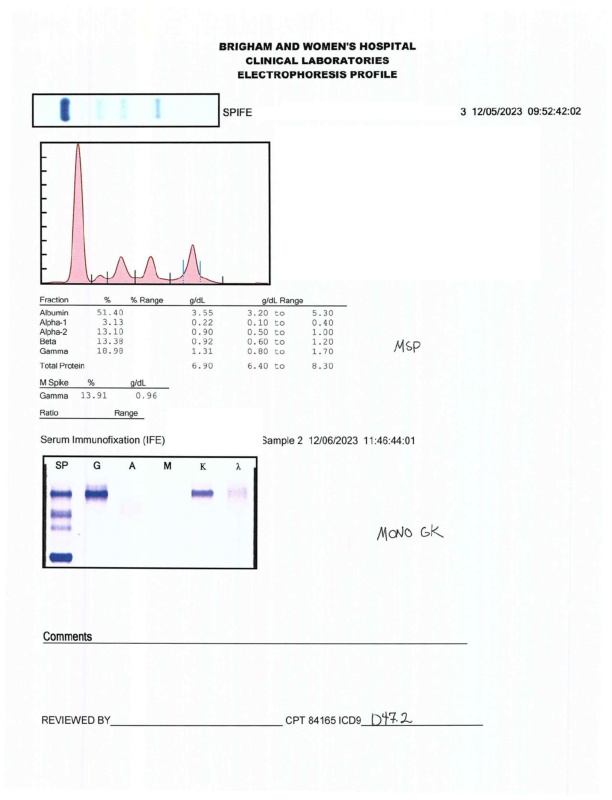 BRIGHAM AND WOMEN'S HOSPITAL
CLINICAL LABORATORIES
ELECTROPHORESIS PROFILE
SPIFE 3 12/05/2023 09:52:42:02
Fraction % % Range g/dL g/dL Range
Albumin 51.40 3.55 3.20 to 5.30
Alpha-1 3.13 0.22 0.10 to 0.40
Alpha-2 13.10 0.90 0.50 to 1.00
Beta 13.38 0.92 0.60 to 1.20
Gamma 18.98 1.31 0.80 to 1.70
MSP
Total Protein 6.90 6.40 to 8.30
M Spike % g/dL
Gamma 13.91 0.96
Ratio Range
Serum Immunofixation (IFE) Sample 2 12/06/2023 11:46:44:01
SP G A M K λ
MONO GK
Comments
REVIEWED BY CPT 84165 ICD9 D47.2